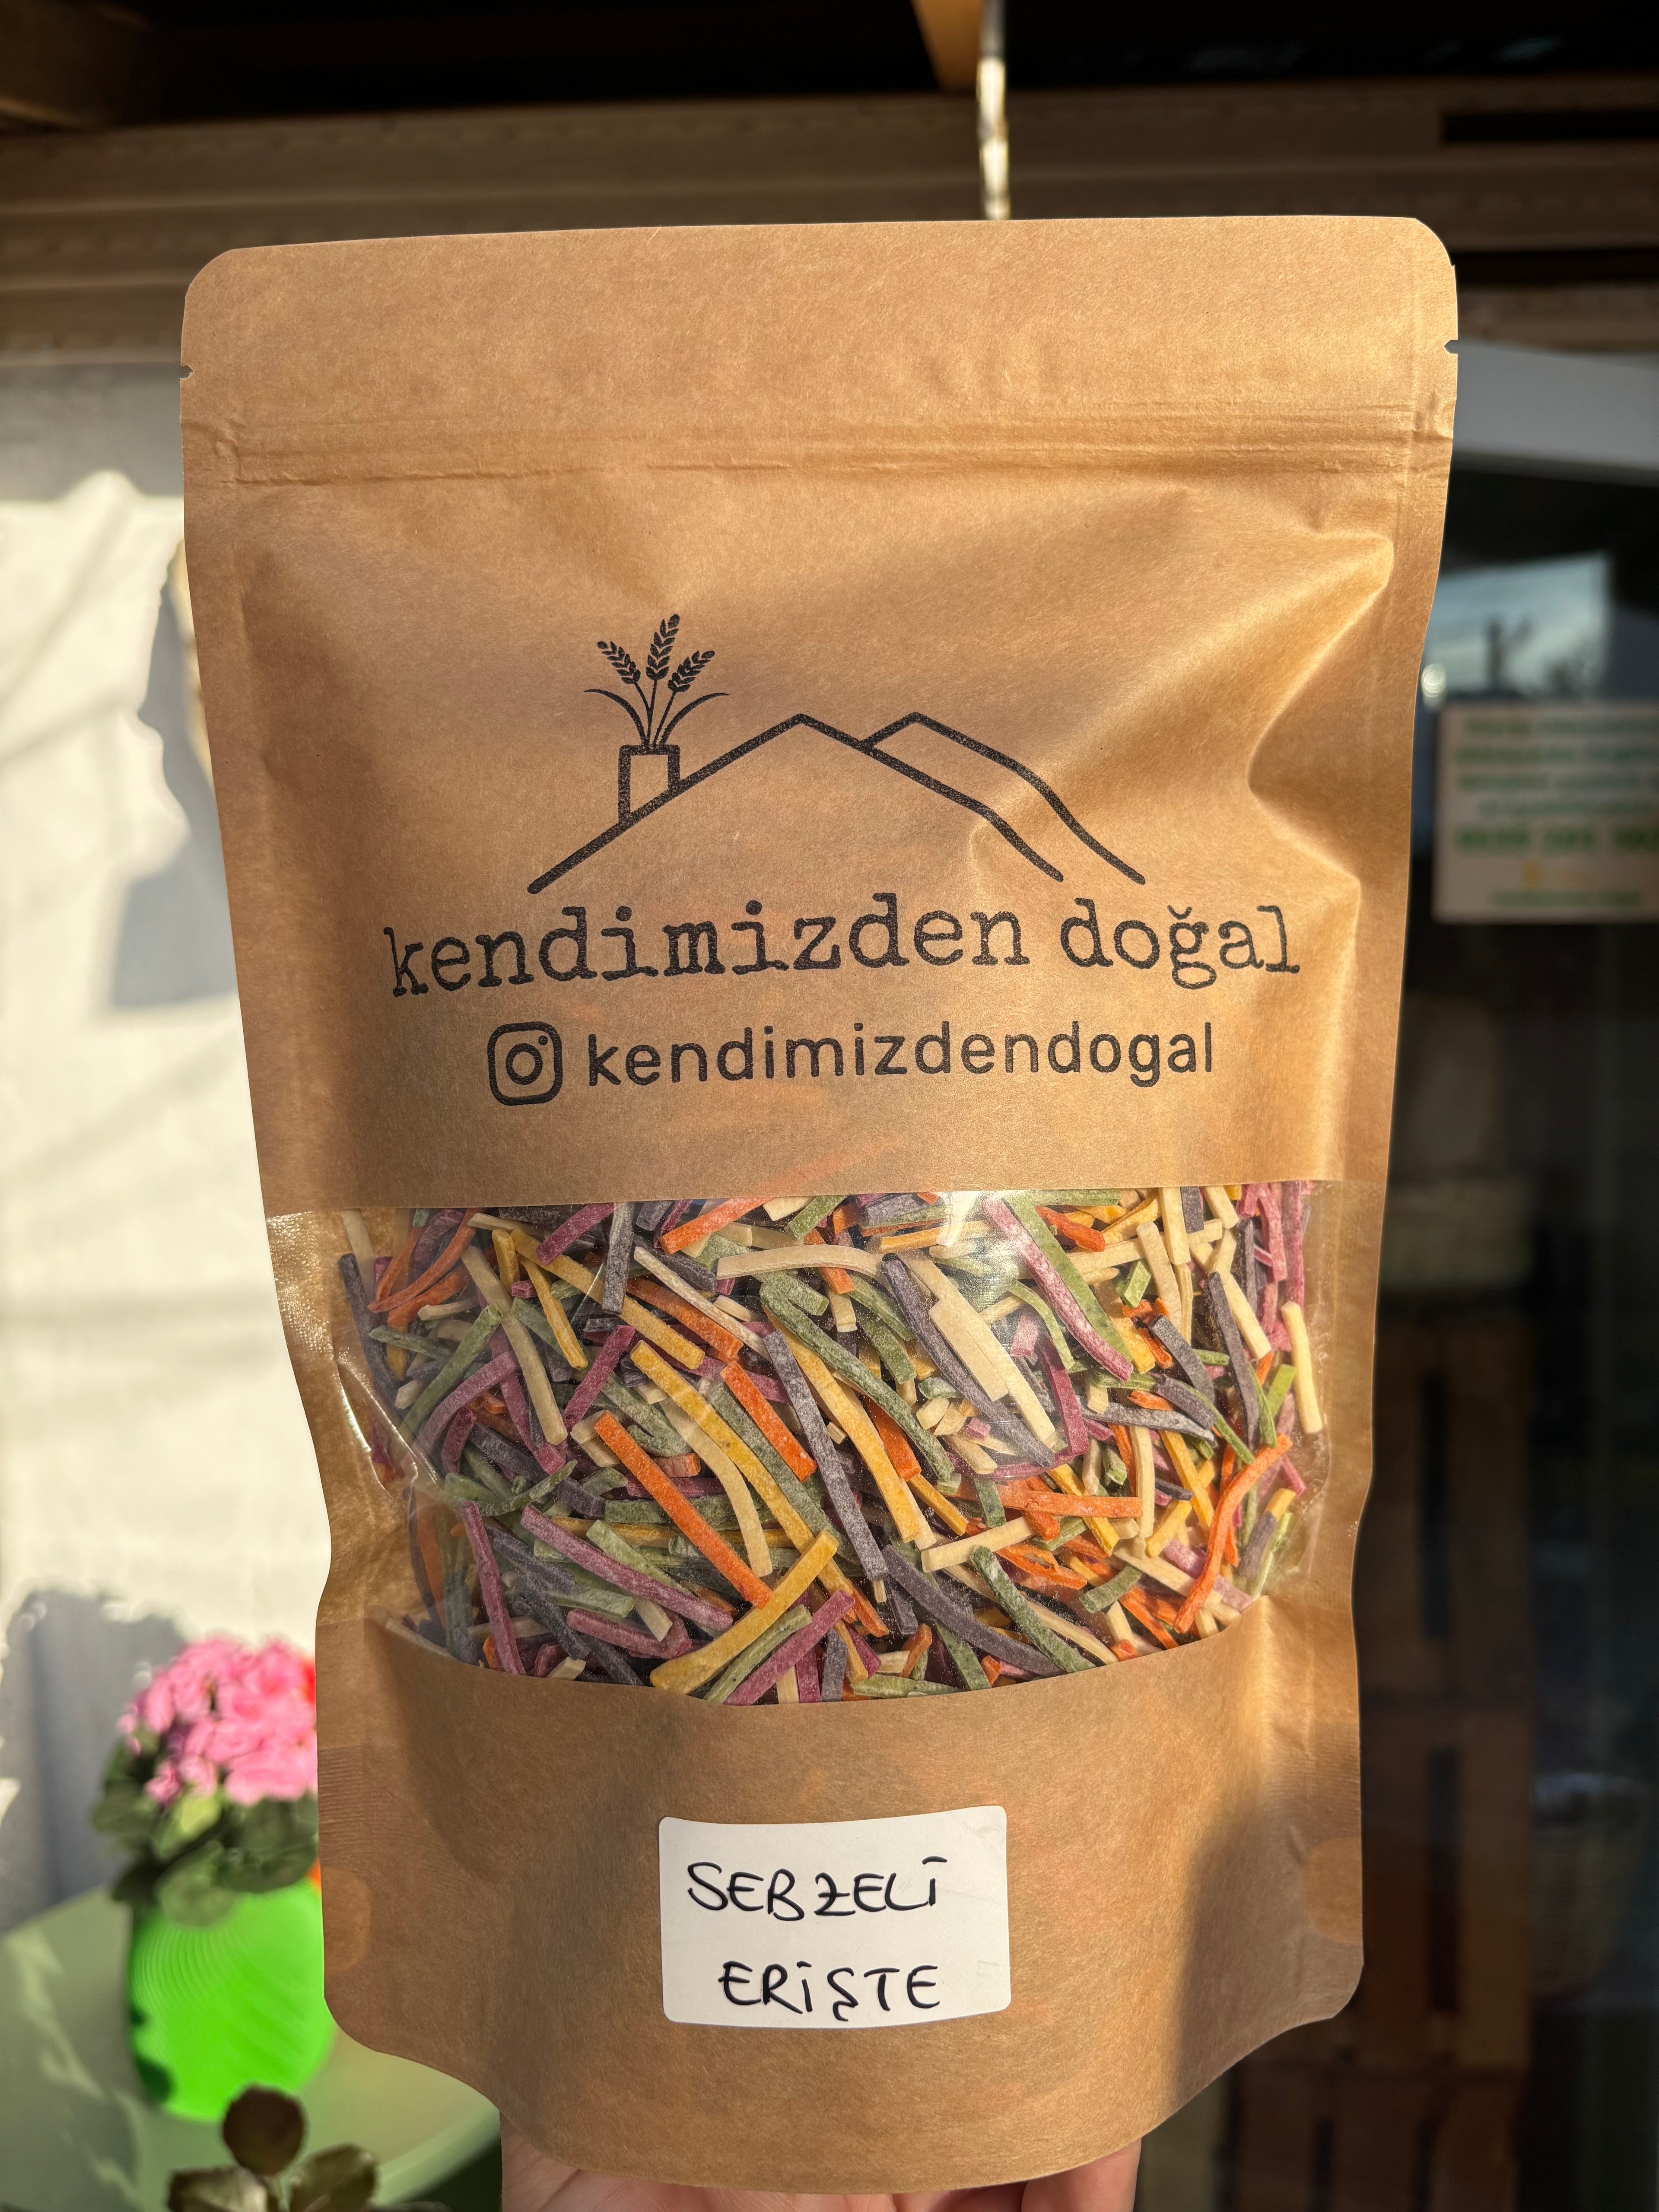 kendimizden doğal
kendimizdendogal
SEBZELİ
ERİŞTE